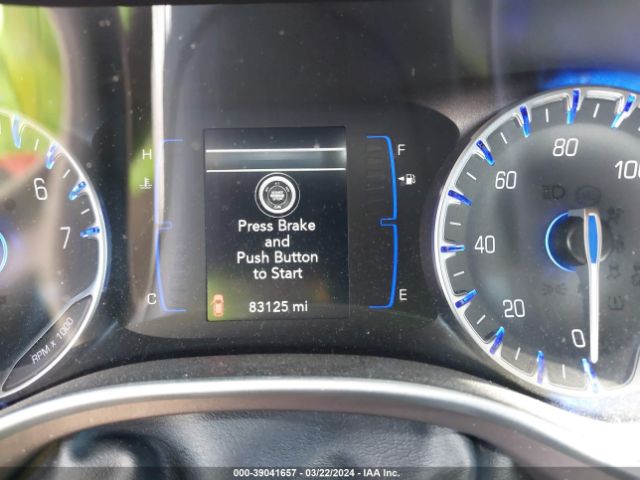 H
C
Press Brake
and
Push Button
to Start
83125 mi
F
E
6
7
RPM x 1000
0
20
40
60
80
100
000-39041657 - 03/22/2024 - IAA Inc.